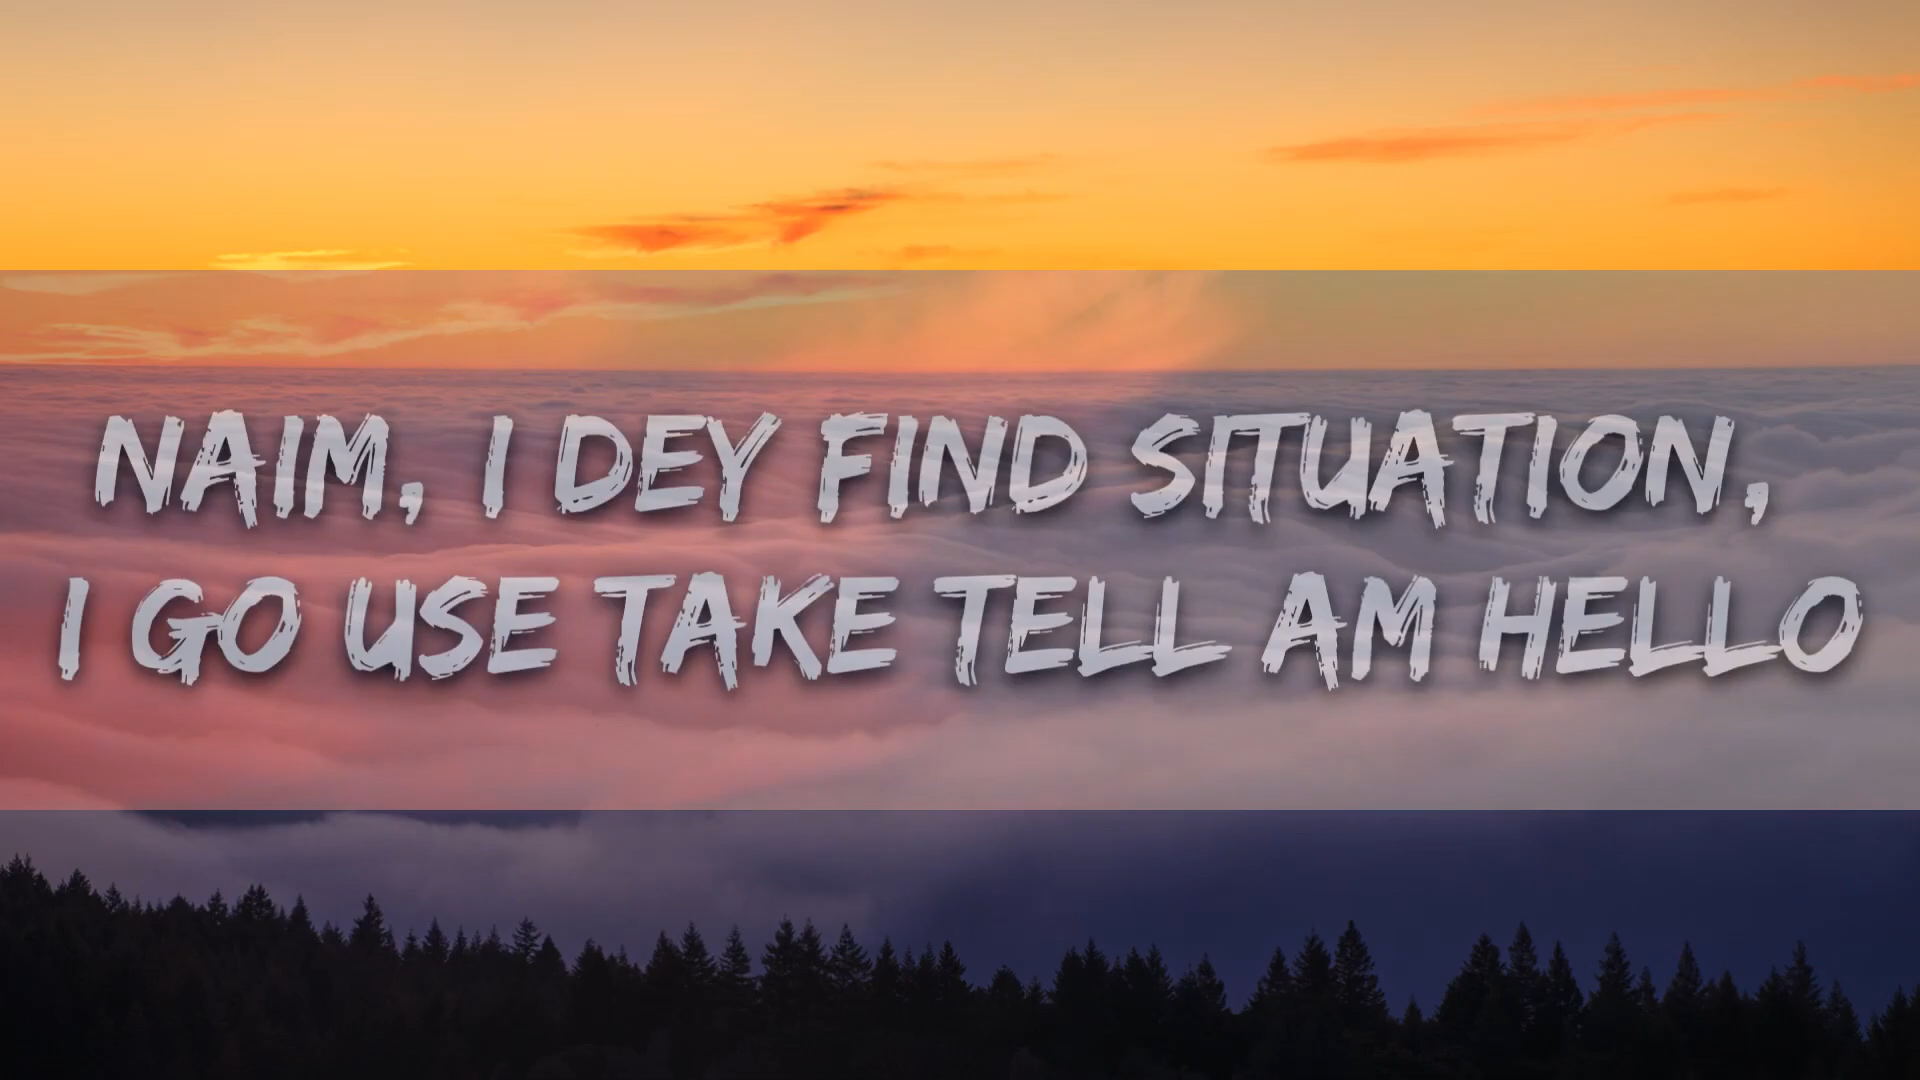 NAIM, I DEY FIND SITUATION,
I GO USE TAKE TELL AM HELLO